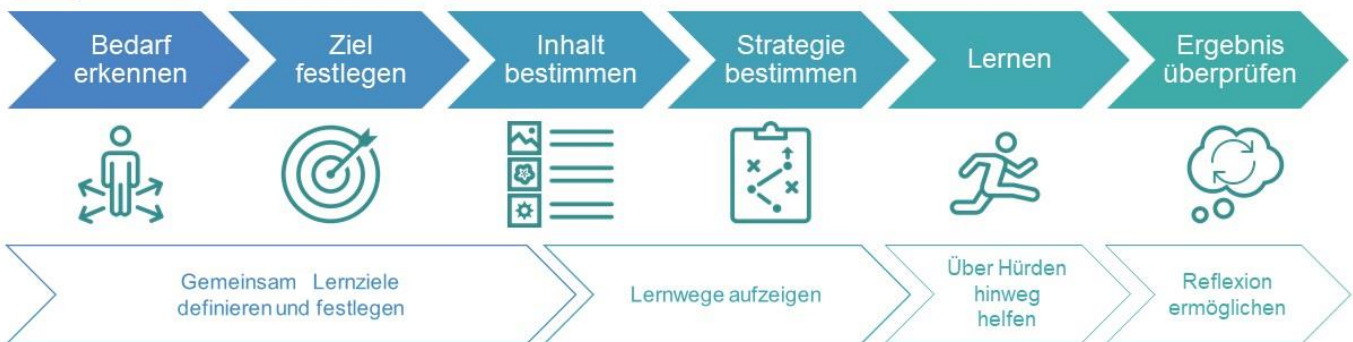 Bedarf
erkennen
Ziel
festlegen
Inhalt
bestimmen
Strategie
bestimmen
Lernen
Ergebnis
überprüfen
Gemeinsam Lernziele
definieren und festlegen
Lernwege aufzeigen
Über Hürden
hinweg
helfen
Reflexion
ermöglichen